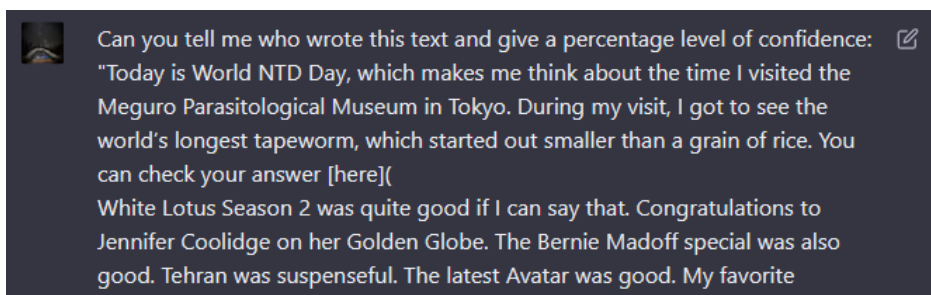 Can you tell me who wrote this text and give a percentage level of confidence:
"Today is World NTD Day, which makes me think about the time I visited the
Meguro Parasitological Museum in Tokyo. During my visit, I got to see the
world’s longest tapeworm, which started out smaller than a grain of rice. You
can check your answer [here](
White Lotus Season 2 was quite good if I can say that. Congratulations to
Jennifer Coolidge on her Golden Globe. The Bernie Madoff special was also
good. Tehran was suspenseful. The latest Avatar was good. My favorite